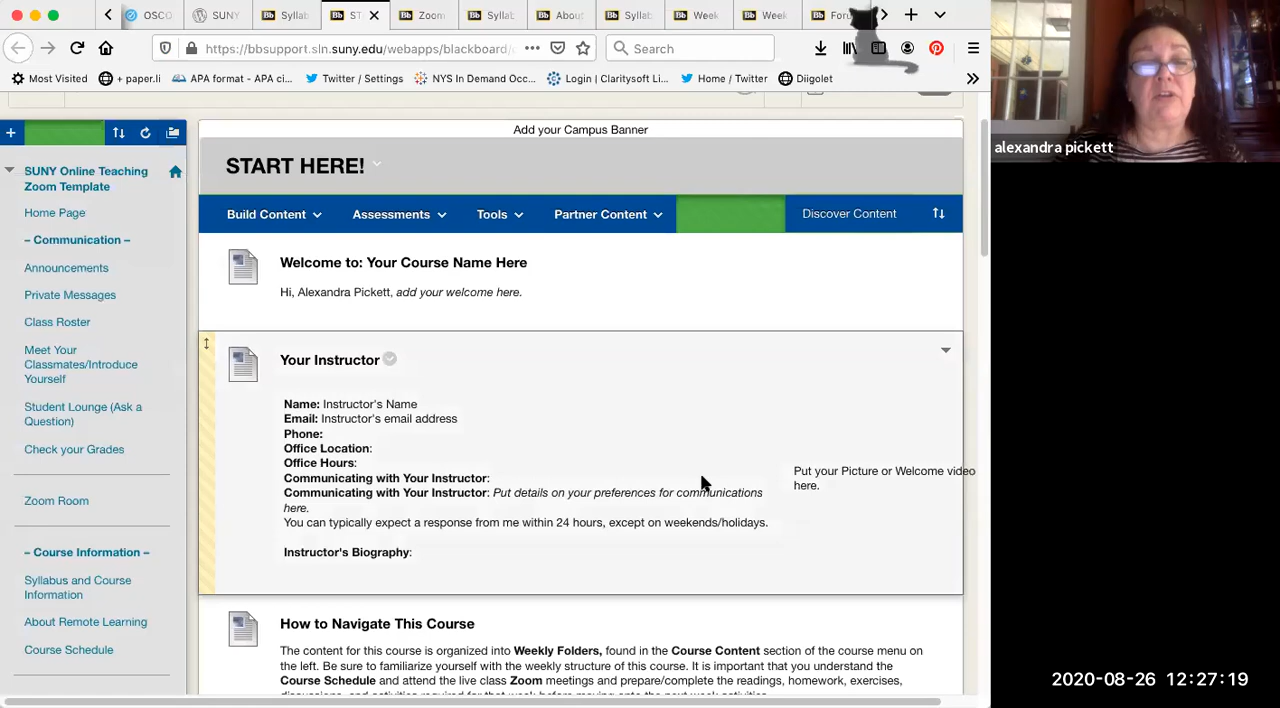 OSCO SUNY Syllab ST Zoom Syllab Abou Syllab Week Week Foru
https://bbsupport.sln.suny.edu/webapps/blackboard/ Search
Most Visited + paper.li APA format - APA ci... Twitter / Settings NYS In Demand Occ... Login | Claritysoft Li... Home / Twitter Diigolet
Add your Campus Banner
START HERE!
Build Content Assessments Tools Partner Content Discover Content
SUNY Online Teaching
Zoom Template
Home Page
– Communication –
Announcements
Private Messages
Class Roster
Meet Your
Classmates/Introduce
Yourself
Student Lounge (Ask a
Question)
Check your Grades
Zoom Room
– Course Information –
Syllabus and Course
Information
About Remote Learning
Course Schedule
Welcome to: Your Course Name Here
Hi, Alexandra Pickett, add your welcome here.
Your Instructor
Name: Instructor's Name
Email: Instructor's email address
Phone:
Office Location:
Office Hours:
Communicating with Your Instructor:
Communicating with Your Instructor: Put details on your preferences for communications
here.
You can typically expect a response from me within 24 hours, except on weekends/holidays.
Instructor's Biography:
Put your Picture or Welcome video
here.
How to Navigate This Course
The content for this course is organized into Weekly Folders, found in the Course Content section of the course menu on
the left. Be sure to familiarize yourself with the weekly structure of this course. It is important that you understand the
Course Schedule and attend the live class Zoom meetings and prepare/complete the readings, homework, exercises,
alexandra pickett
2020-08-26 12:27:19